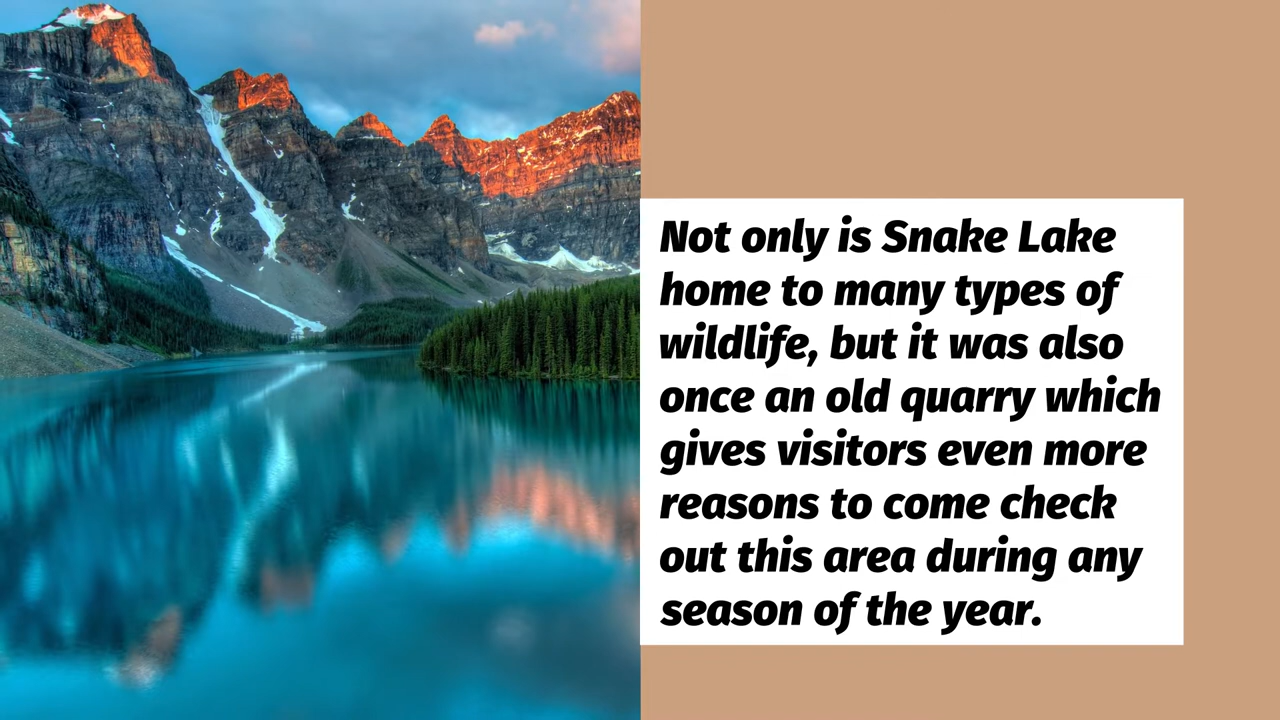 Not only is Snake Lake
home to many types of
wildlife, but it was also
once an old quarry which
gives visitors even more
reasons to come check
out this area during any
season of the year.